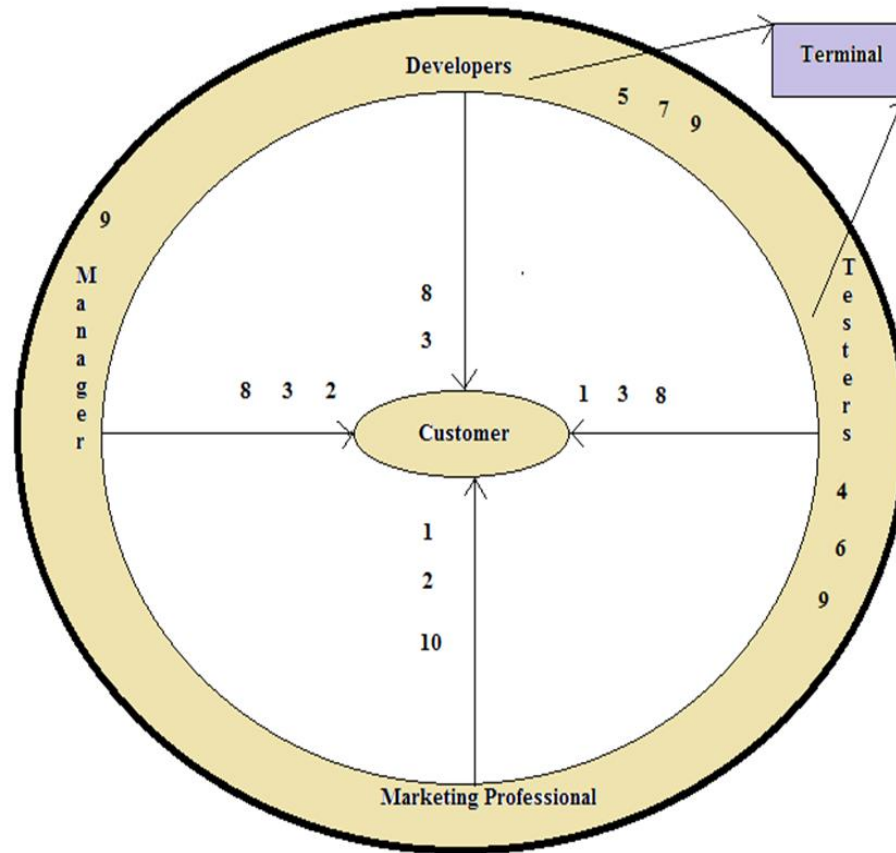 Terminal
Developers
5 7 9
9
Manager
Testers
8
3
8 3 2
1 3 8
Customer
4
6
9
1
2
10
Marketing Professional